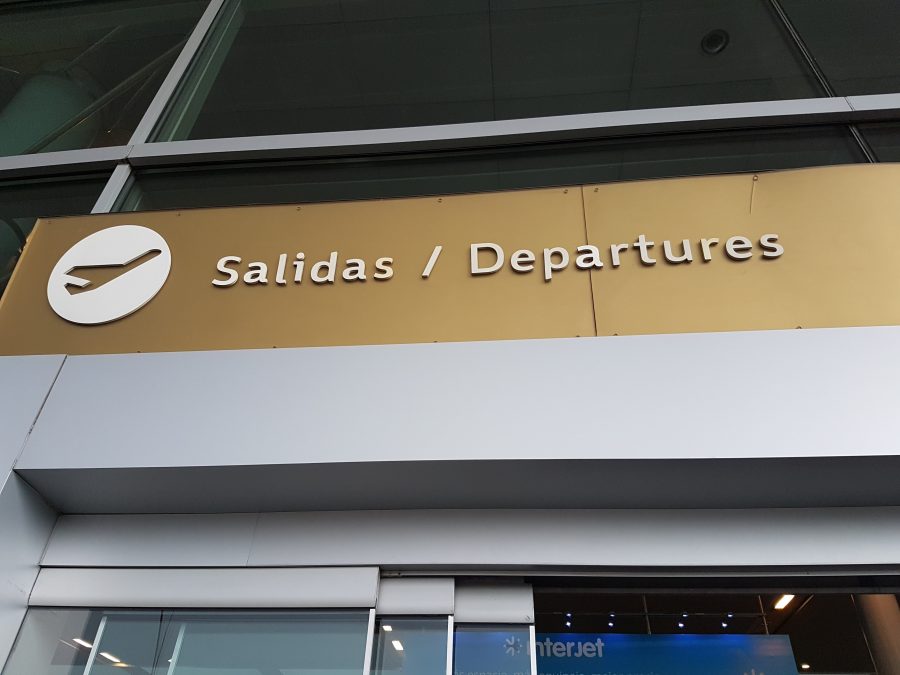 Salidas / Departures
interjet